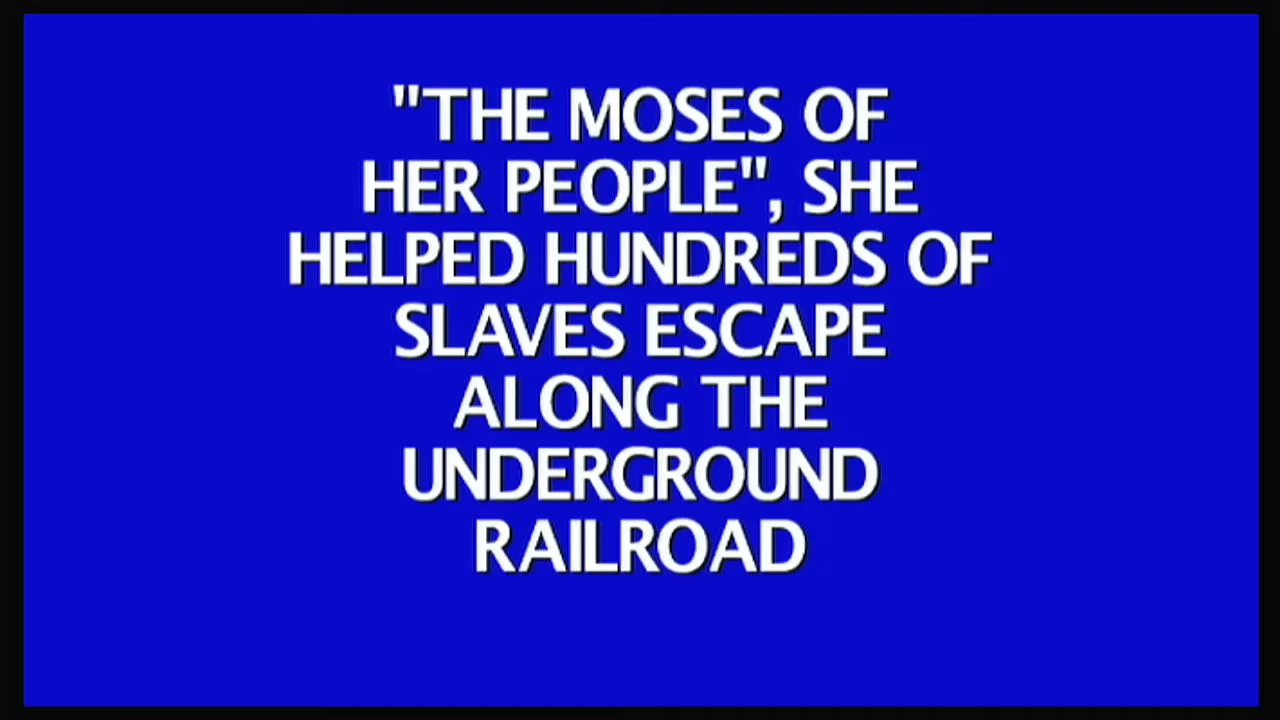 "THE MOSES OF
HER PEOPLE", SHE
HELPED HUNDREDS OF
SLAVES ESCAPE
ALONG THE
UNDERGROUND
RAILROAD